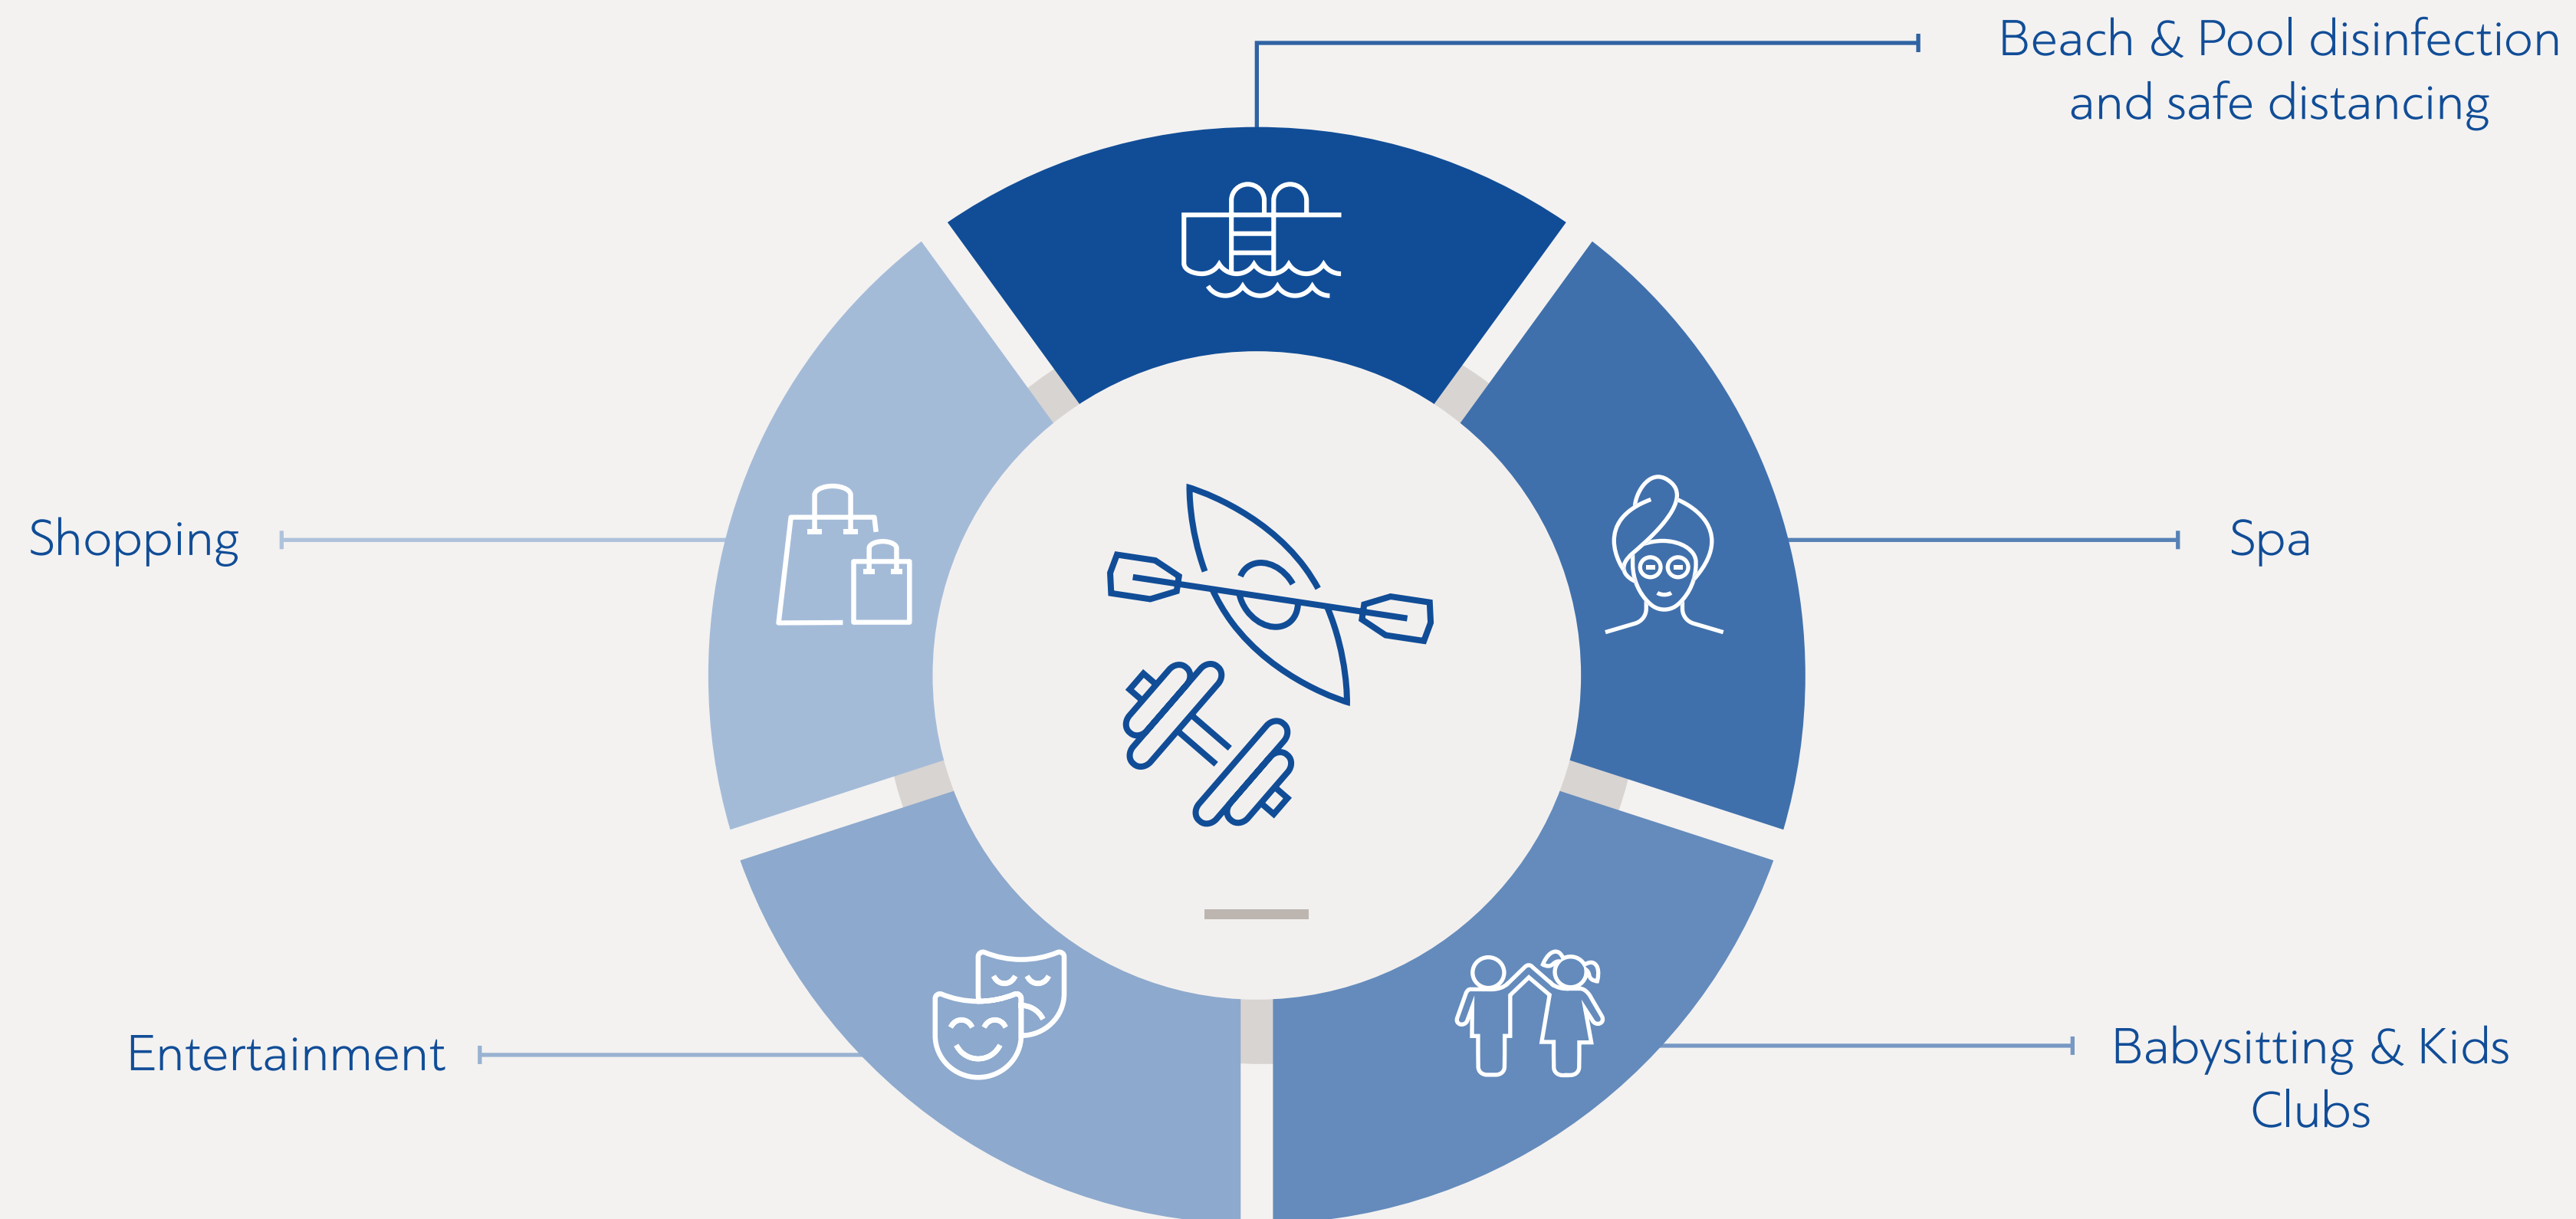 Beach & Pool disinfection
and safe distancing
Shopping
Spa
Entertainment
Babysitting & Kids
Clubs